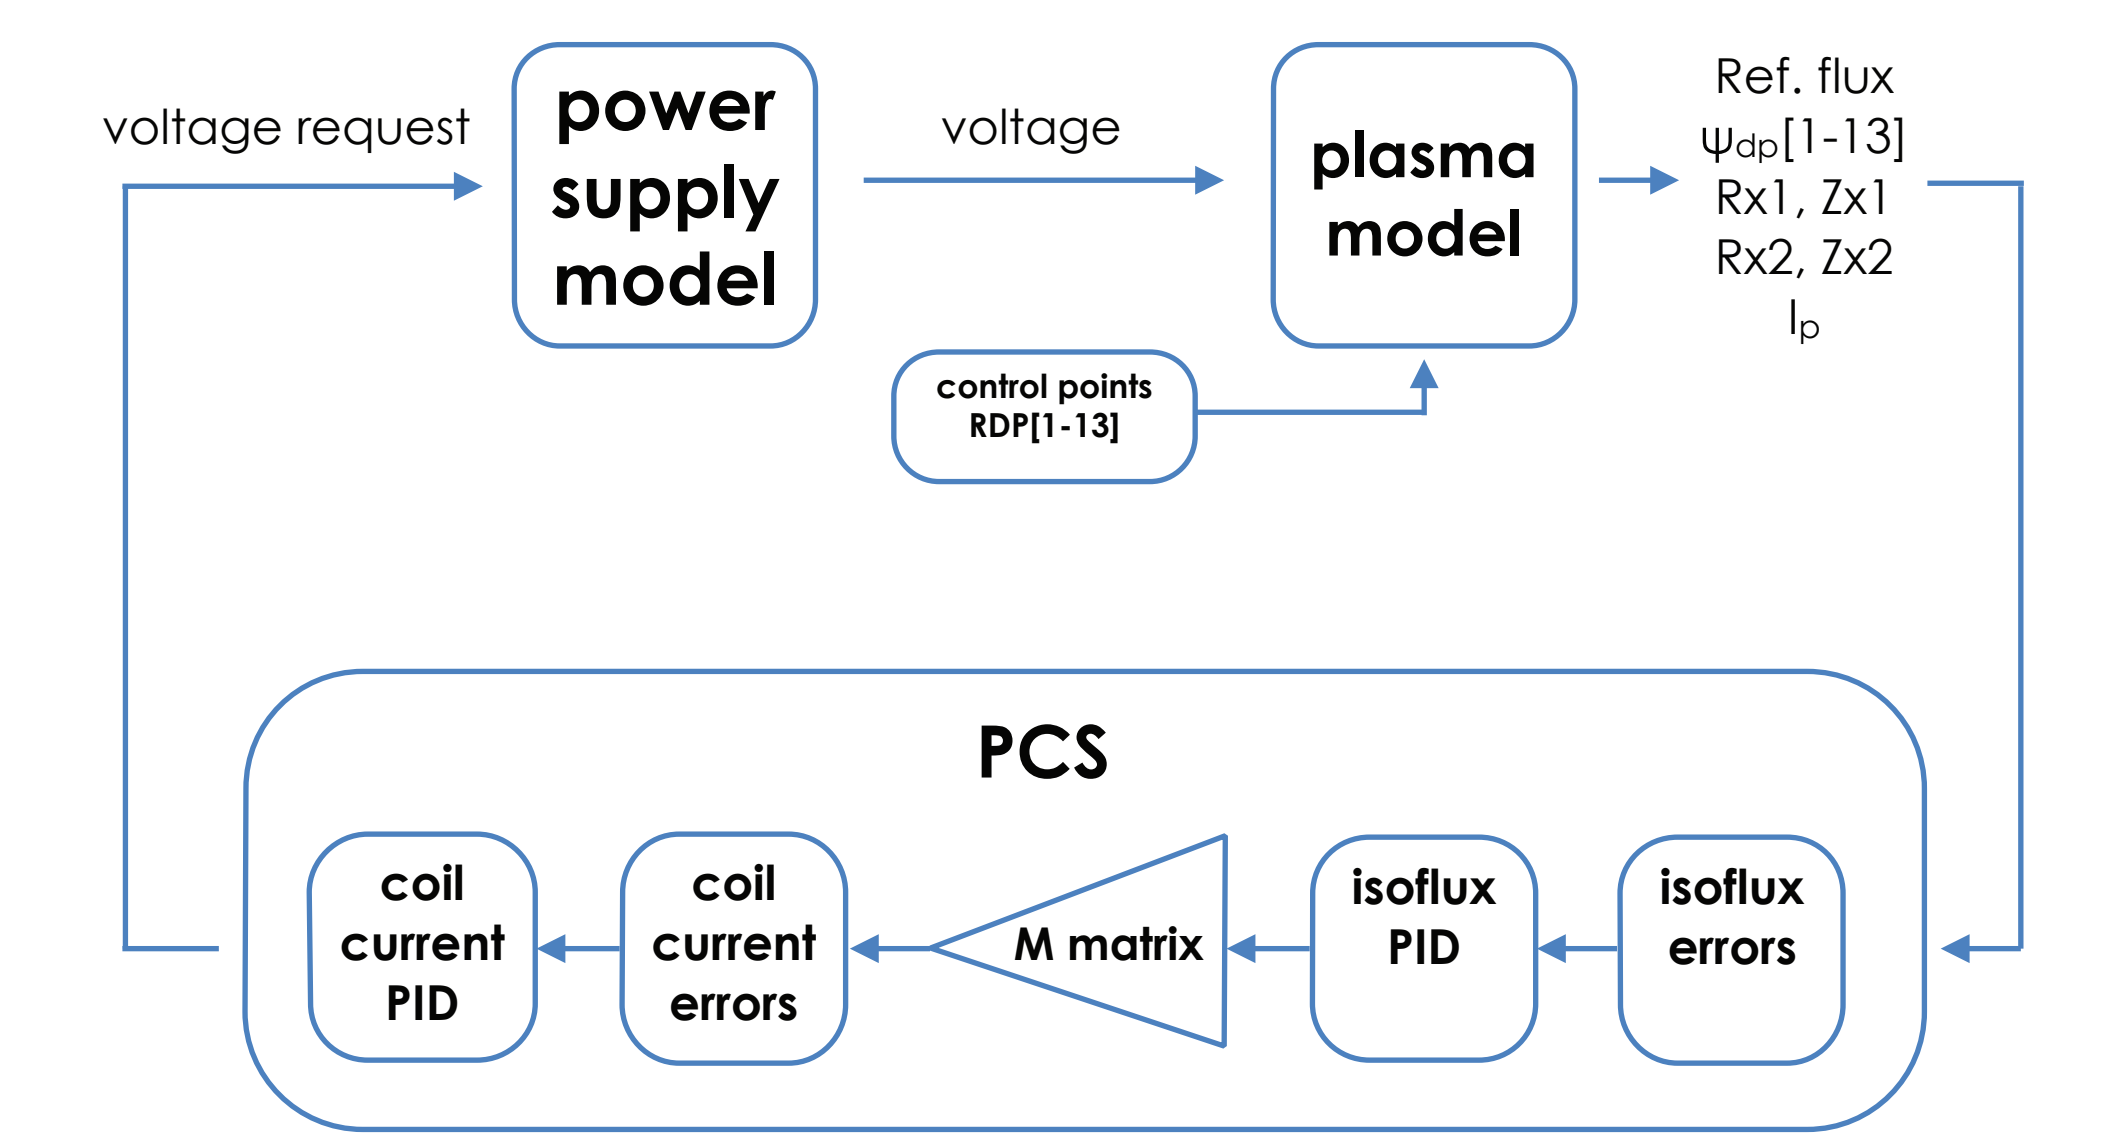 voltage request
power
supply
model
voltage
plasma
model
Ref. flux
ψdp[1-13]
Rx1, Zx1
Rx2, Zx2
Ip
control points
RDP[1-13]
PCS
coil
current
PID
coil
current
errors
M matrix
isoflux
PID
isoflux
errors